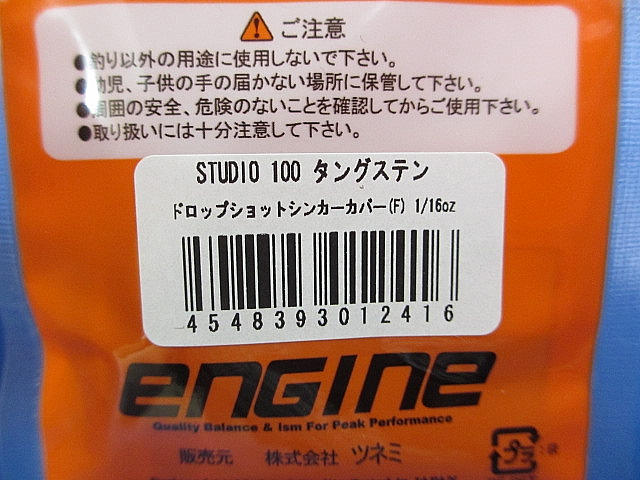 ご注意
●釣り以外の用途に使用しないで下さい。
●幼児、子供の手の届かない場所に保管して下さい。
●周囲の安全、危険のないことを確認してからご使用下さい。
●取り扱いには十分注意して下さい。
STUDIO 100 タングステン
ドロップショットシンカーカバー(F) 1/16oz
4548393012416
engine
Quality Balance & Ism For Peak Performance
販売元 株式会社 ツネミ
プラ